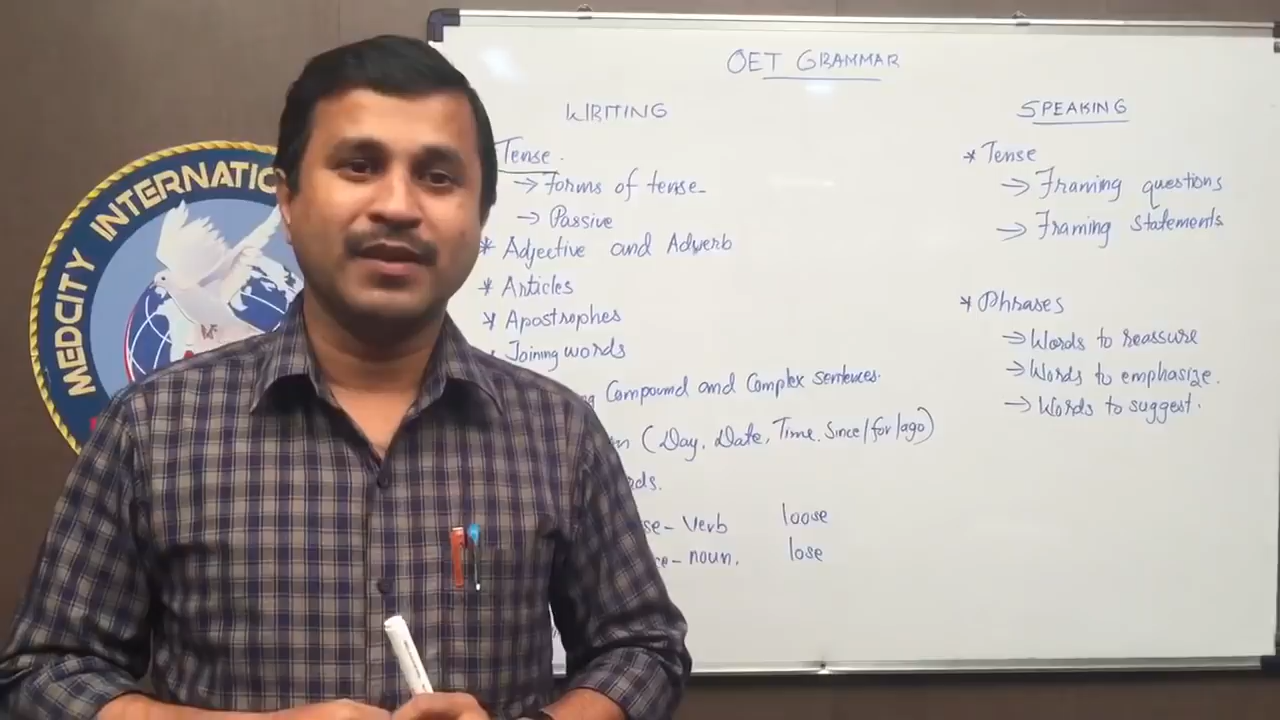 OET GRAMMAR
WRITING
Tense.
→ Forms of tense
→ Passive
* Adjective and Adverb
* Articles
* Apostrophes
Joining words
Compound and Complex sentences.
(Day, Date, Time, Since/for/ago)
se - Verb loose
noun. lose
SPEAKING
* Tense
→ Framing questions
→ Framing Statements
* Phrases
→ Words to reassure
→ Words to emphasize.
→ Words to suggest.
MEDCITY INTERNATIO